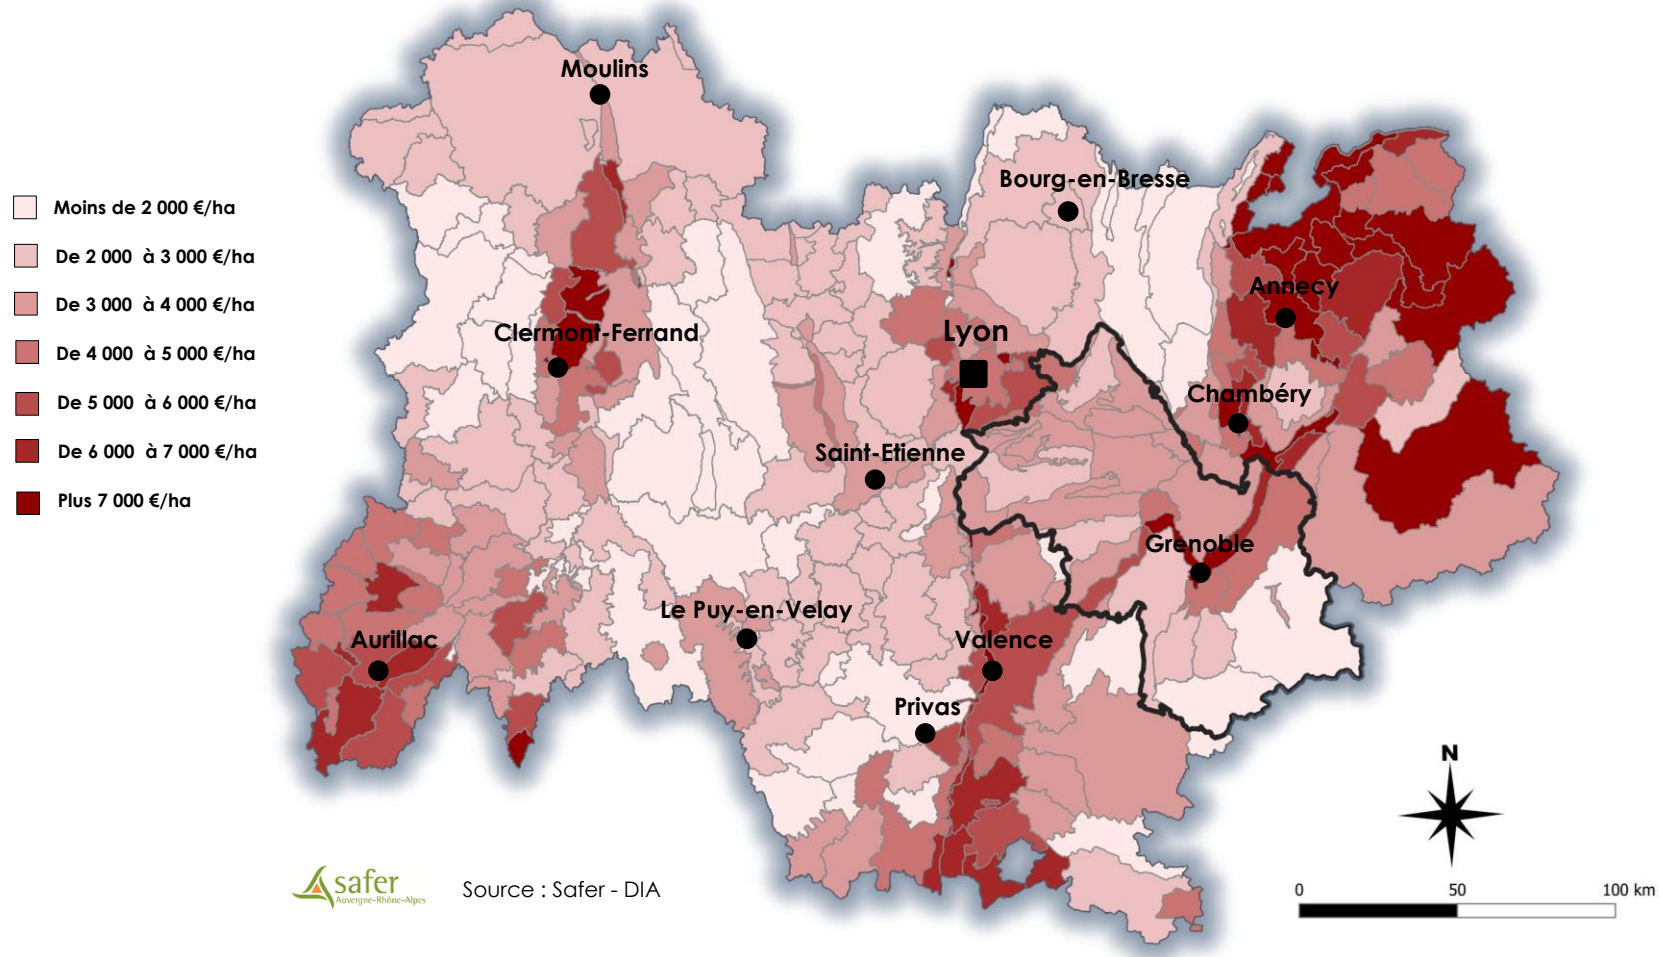 Moulins
Bourg-en-Bresse
Moins de 2 000 €/ha
De 2 000 à 3 000 €/ha
De 3 000 à 4 000 €/ha
De 4 000 à 5 000 €/ha
De 5 000 à 6 000 €/ha
De 6 000 à 7 000 €/ha
Plus 7 000 €/ha
Annecy
Clermont-Ferrand
Lyon
Chambéry
Saint-Etienne
Grenoble
Le Puy-en-Velay
Aurillac
Valence
Privas
N
safer
Auvergne-Rhône-Alpes
Source : Safer - DIA
0 50 100 km